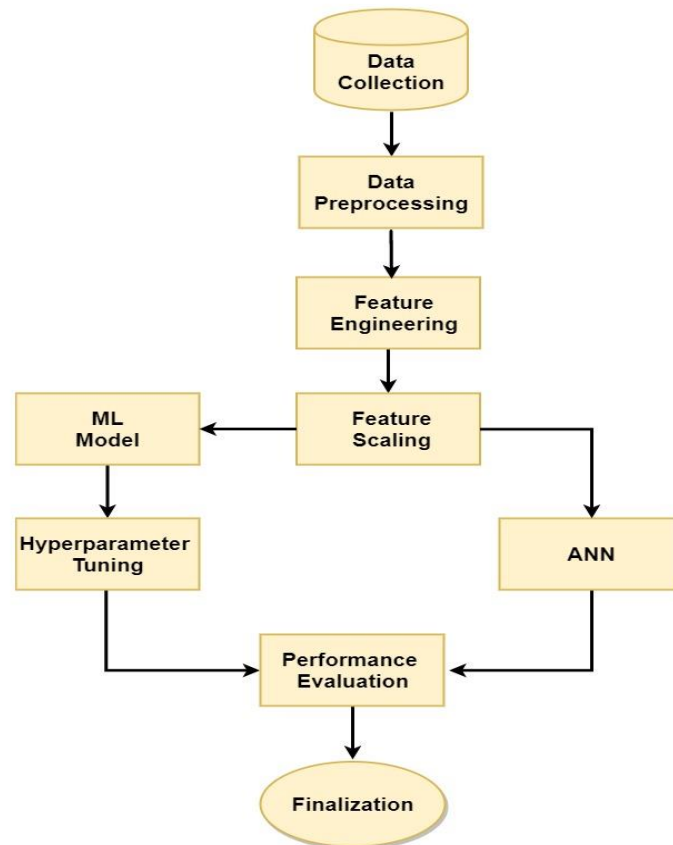 Data
Collection
Data
Preprocessing
Feature
Engineering
ML
Model
Feature
Scaling
Hyperparameter
Tuning
ANN
Performance
Evaluation
Finalization